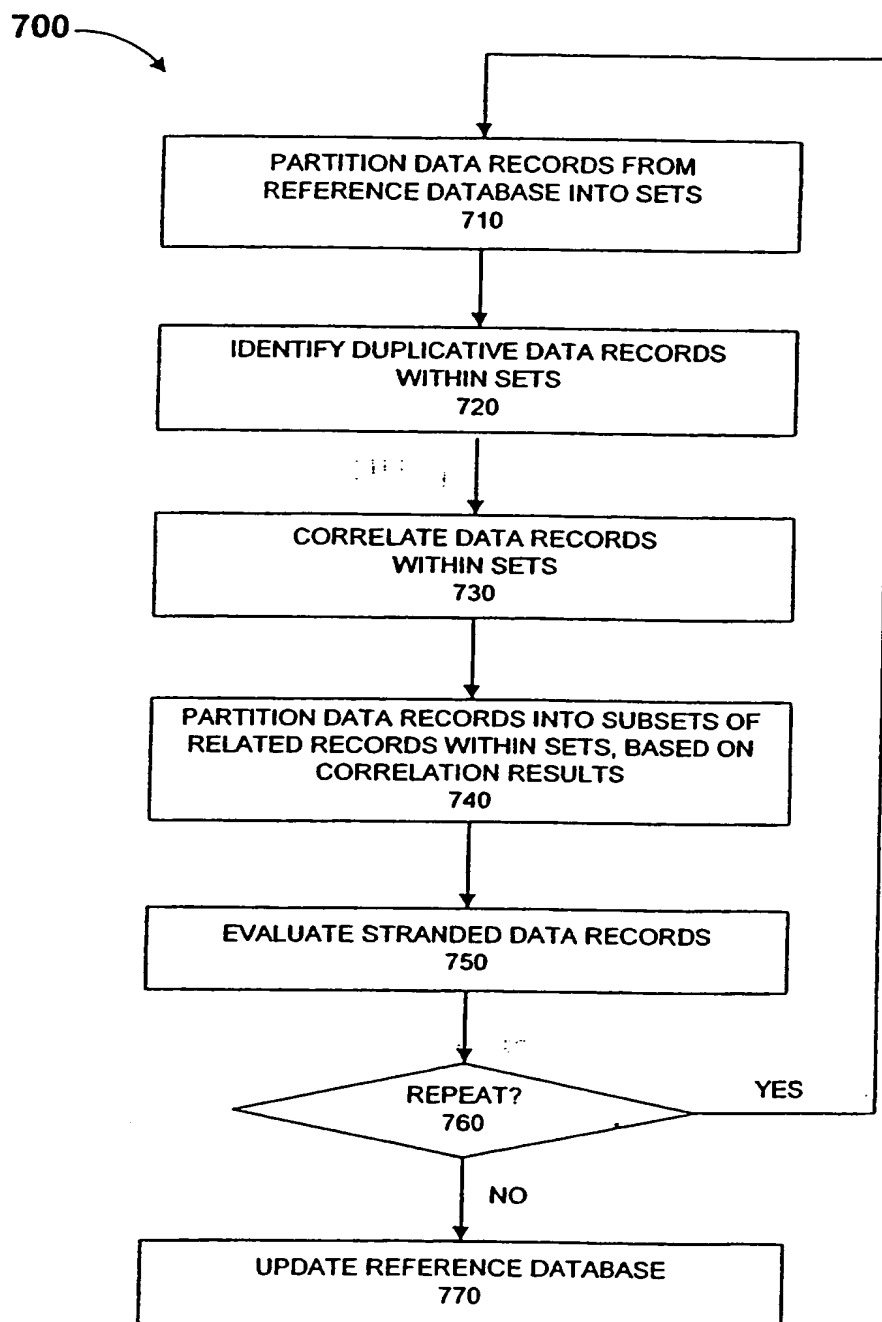 700
PARTITION DATA RECORDS FROM
REFERENCE DATABASE INTO SETS
710
IDENTIFY DUPLICATIVE DATA RECORDS
WITHIN SETS
720
CORRELATE DATA RECORDS
WITHIN SETS
730
PARTITION DATA RECORDS INTO SUBSETS OF
RELATED RECORDS WITHIN SETS, BASED ON
CORRELATION RESULTS
740
EVALUATE STRANDED DATA RECORDS
750
REPEAT?
760
YES
NO
UPDATE REFERENCE DATABASE
770